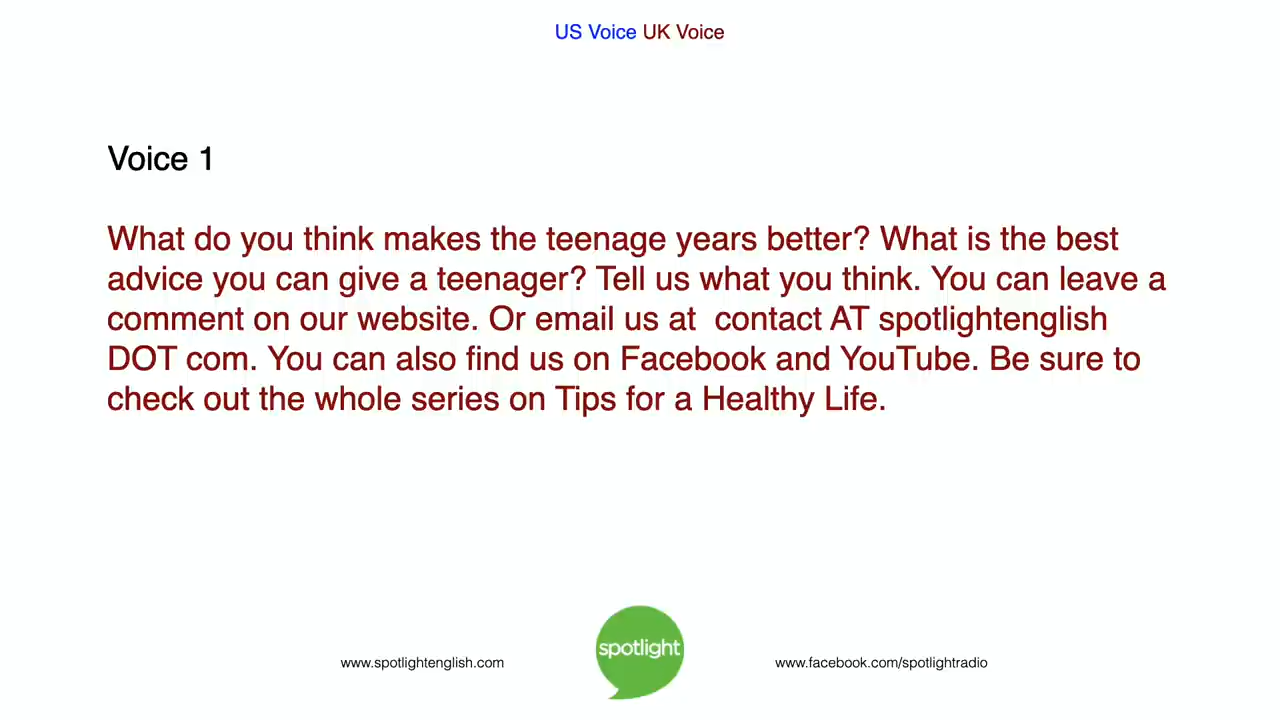 US Voice UK Voice
Voice 1
What do you think makes the teenage years better? What is the best
advice you can give a teenager? Tell us what you think. You can leave a
comment on our website. Or email us at  contact AT spotlightenglish
DOT com. You can also find us on Facebook and YouTube. Be sure to
check out the whole series on Tips for a Healthy Life.
www.spotlightenglish.com
spotlight
www.facebook.com/spotlightradio